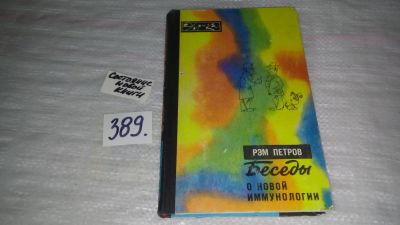 Состояние
новой
книги
389.
РЭМ ПЕТРОВ
Беседы
О НОВОЙ
ИММУНОЛОГИИ